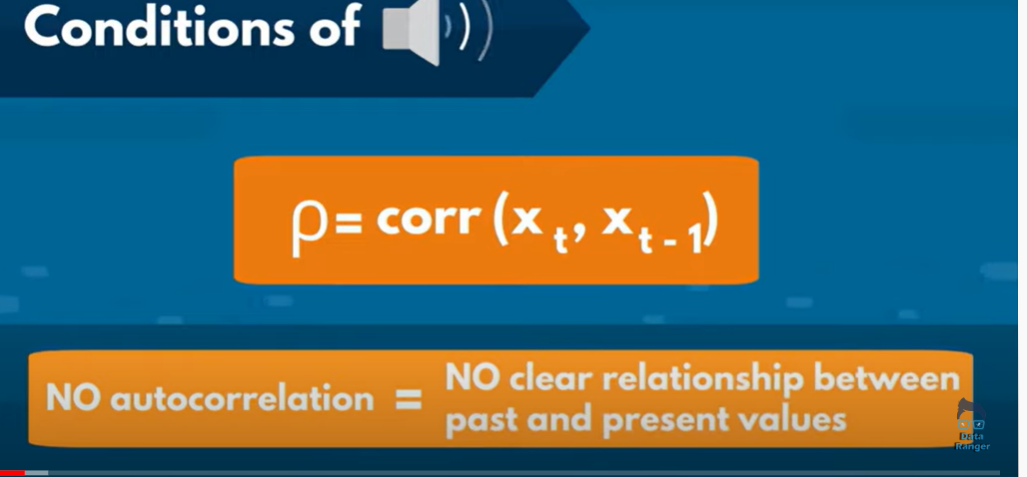 Conditions of
ρ = corr (x t, x t - 1)
NO autocorrelation = NO clear relationship between
past and present values
Data
Ranger